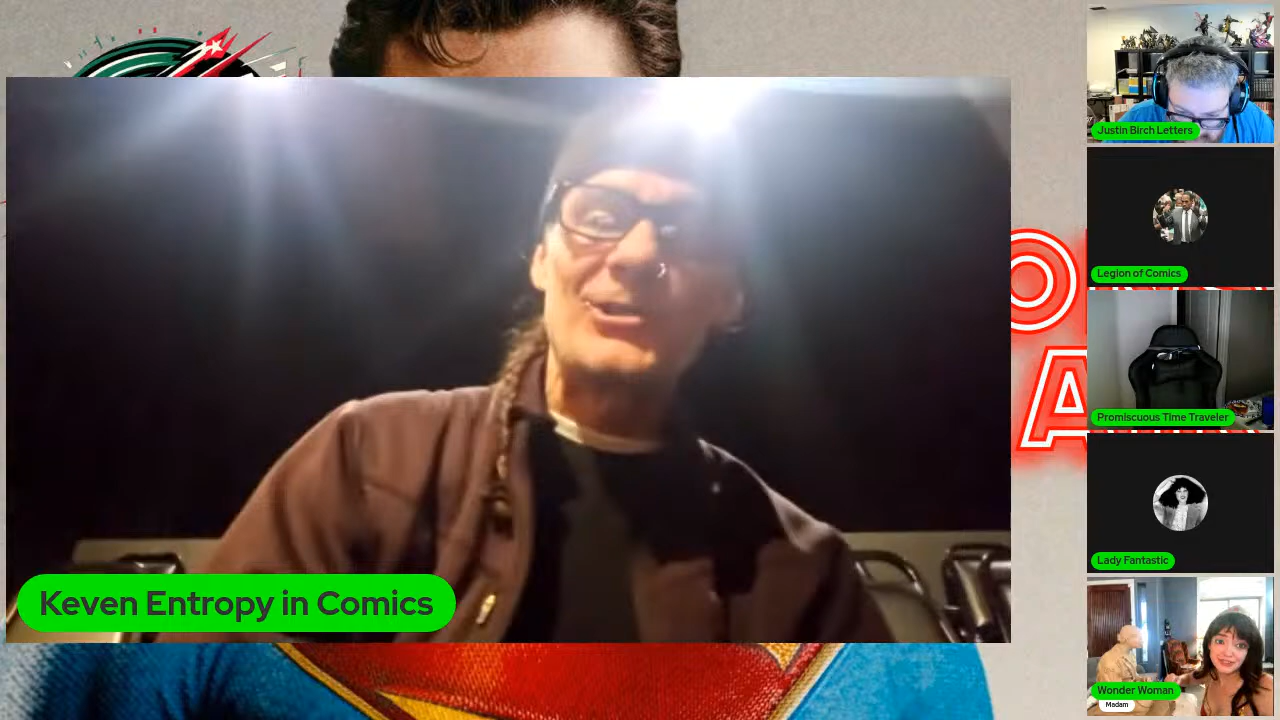 Keven Entropy in Comics
Justin Birch Letters
Legion of Comics
Promiscuous Time Traveler
Lady Fantastic
Wonder Woman
Madam